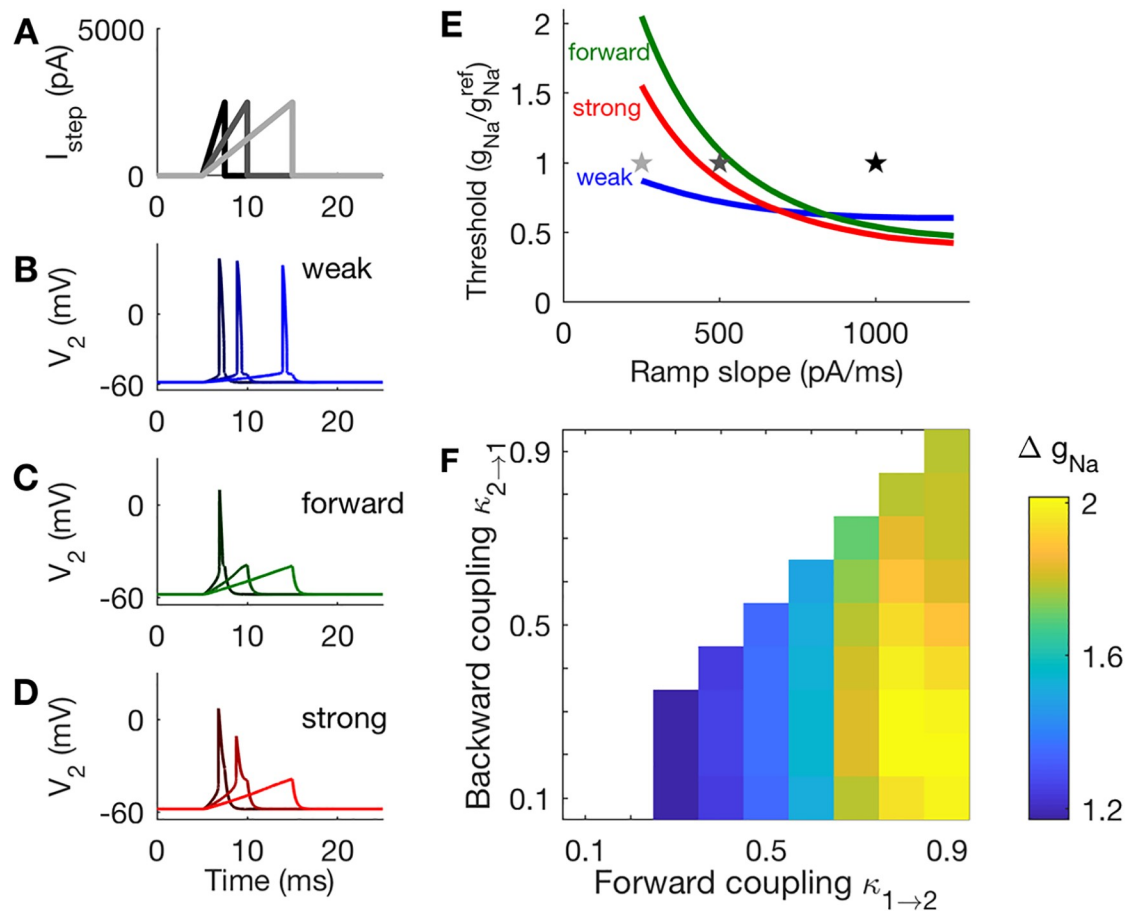 A
5000
I_step (pA)
0
0 10 20
B
weak
V_2 (mV)
0
-60
0 10 20
C
forward
V_2 (mV)
0
-60
0 10 20
D
strong
V_2 (mV)
0
-60
0 10 20
Time (ms)
E
Threshold (g_Na/g_Na^ref)
2
1.5
1
0.5
0
forward
strong
weak
0 500 1000
Ramp slope (pA/ms)
F
Backward coupling κ_2→1
0.9
0.5
0.1
0.1 0.5 0.9
Forward coupling κ_1→2
Δ g_Na
2
1.6
1.2